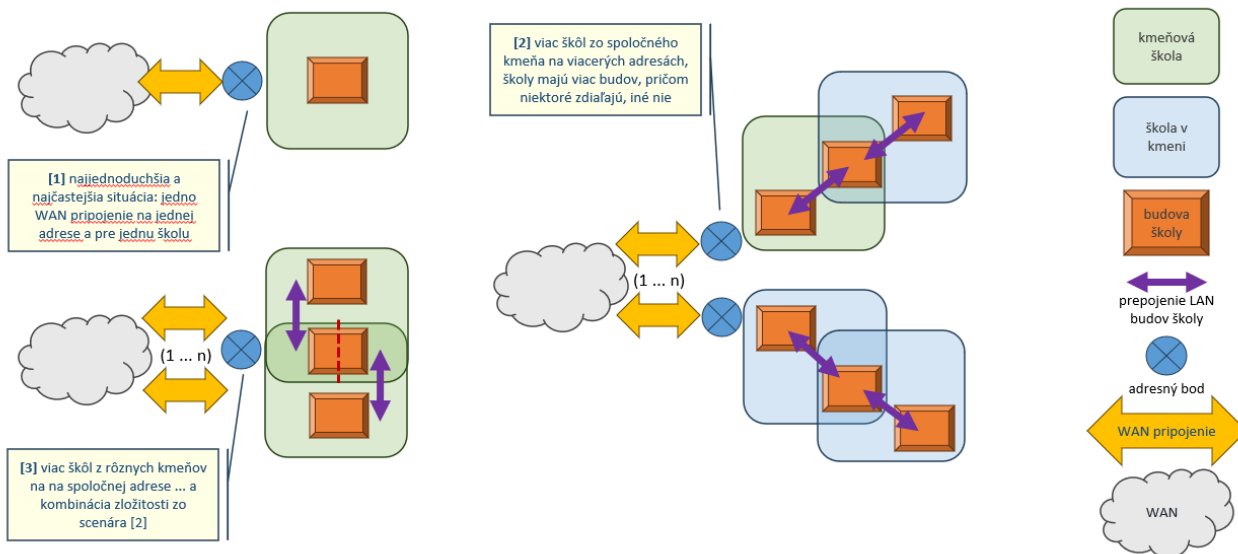 [1] najjednoduchšia a
najčastejšia situácia: jedno
WAN pripojenie na jednej
adrese a pre jednu školu
(1 ... n)
[3] viac škôl z rôznych kmeňov
na na spoločnej adrese ... a
kombinácia zložitosti zo
scenára [2]
[2] viac škôl zo spoločného
kmeňa na viacerých adresách,
školy majú viac budov, pričom
niektoré zdiaľajú, iné nie
(1 ... n)
kmeňová
škola
škola v
kmeni
budova
školy
prepojenie LAN
budov školy
adresný bod
WAN pripojenie
WAN